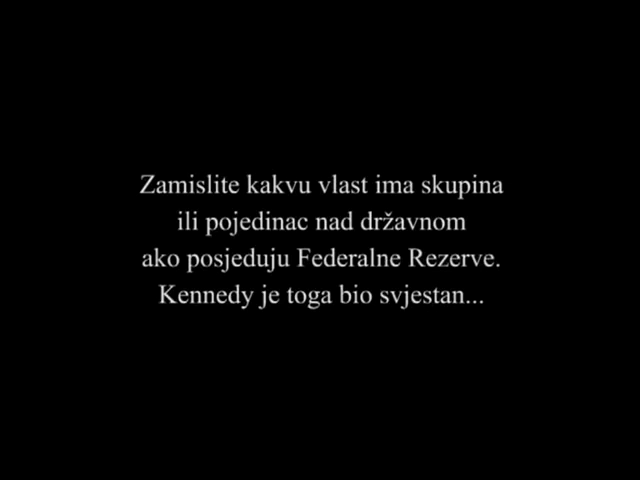 Zamislite kakvu vlast ima skupina
ili pojedinac nad državnom
ako posjeduju Federalne Rezerve.
Kennedy je toga bio svjestan...